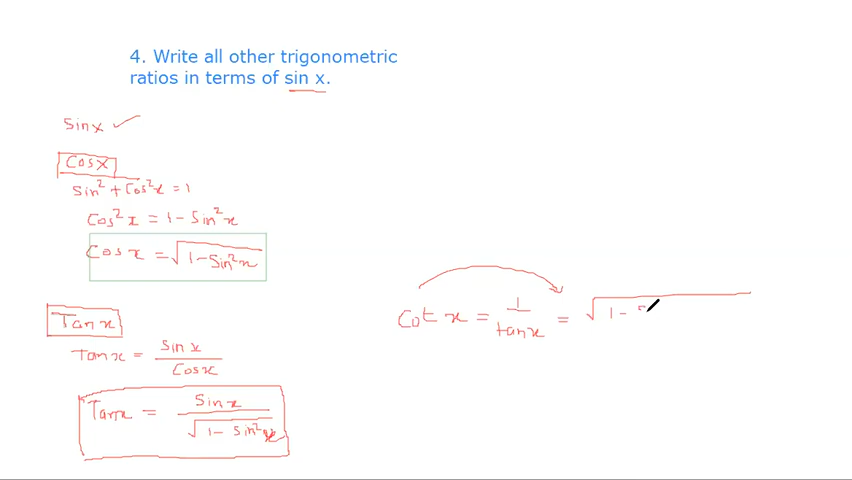 4. Write all other trigonometric
ratios in terms of sin x.
Sinx ✓
Cosx
Sin² + Cos²x = 1
Cos²x = 1 - Sin²x
Cos x = √1 - Sin²x
Tanx
Tanx = Sinx / Cosx
Tanx = Sinx / √1 - Sin²x
Cot x = 1 / tanx = √1 -